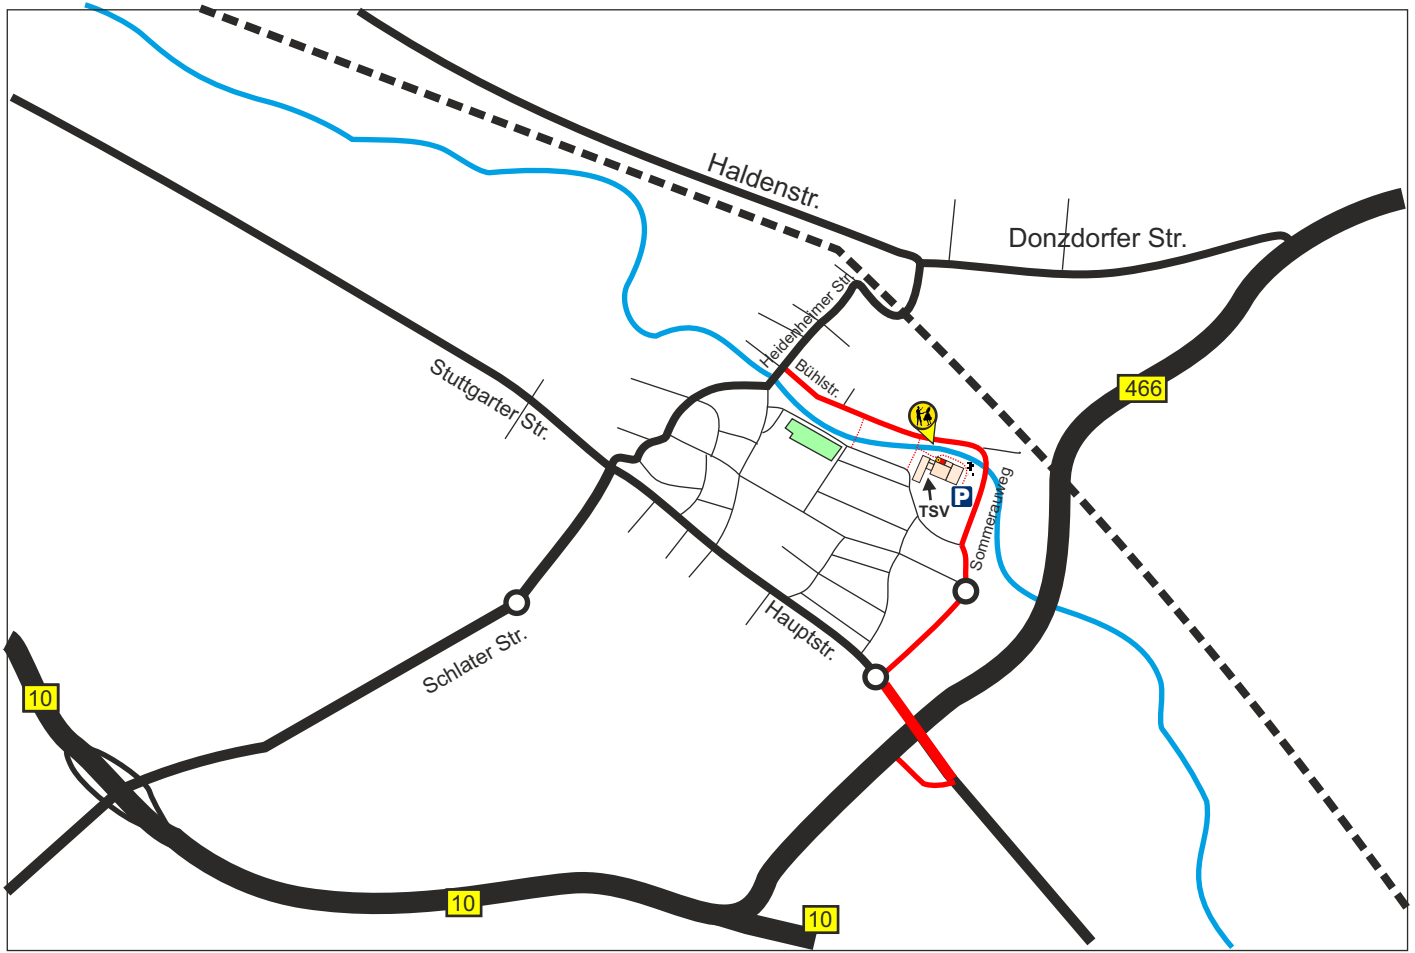 Haldenstr.
Donzdorfer Str.
Heidenheimer Str.
Bühlstr.
Stuttgarter Str.
466
TSV
P
Sommerauweg
Hauptstr.
Schlater Str.
10
10
10